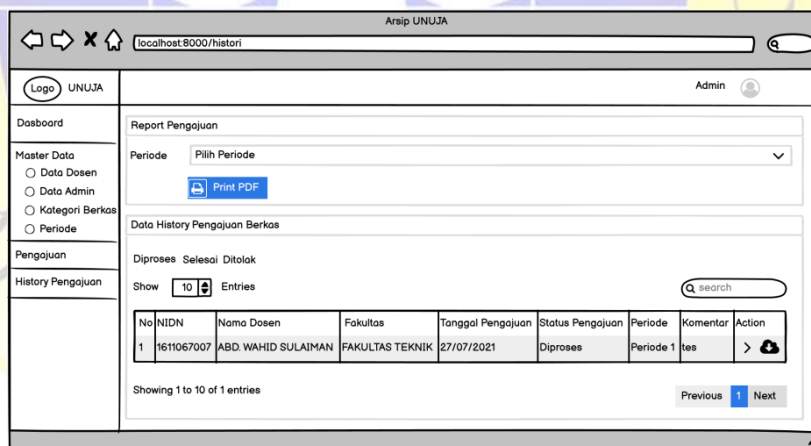 Arsip UNUJA
localhost:8000/histori
Logo UNUJA
Admin
Dasboard
Master Data
Data Dosen
Data Admin
Kategori Berkas
Periode
Pengajuan
History Pengajuan
Report Pengajuan
Periode Pilih Periode
Print PDF
Data History Pengajuan Berkas
Diproses Selesai Ditolak
Show 10 Entries
search
No NIDN Nama Dosen Fakultas Tanggal Pengajuan Status Pengajuan Periode Komentar Action
1 1611067007 ABD. WAHID SULAIMAN FAKULTAS TEKNIK 27/07/2021 Diproses Periode 1 tes
Showing 1 to 10 of 1 entries
Previous 1 Next